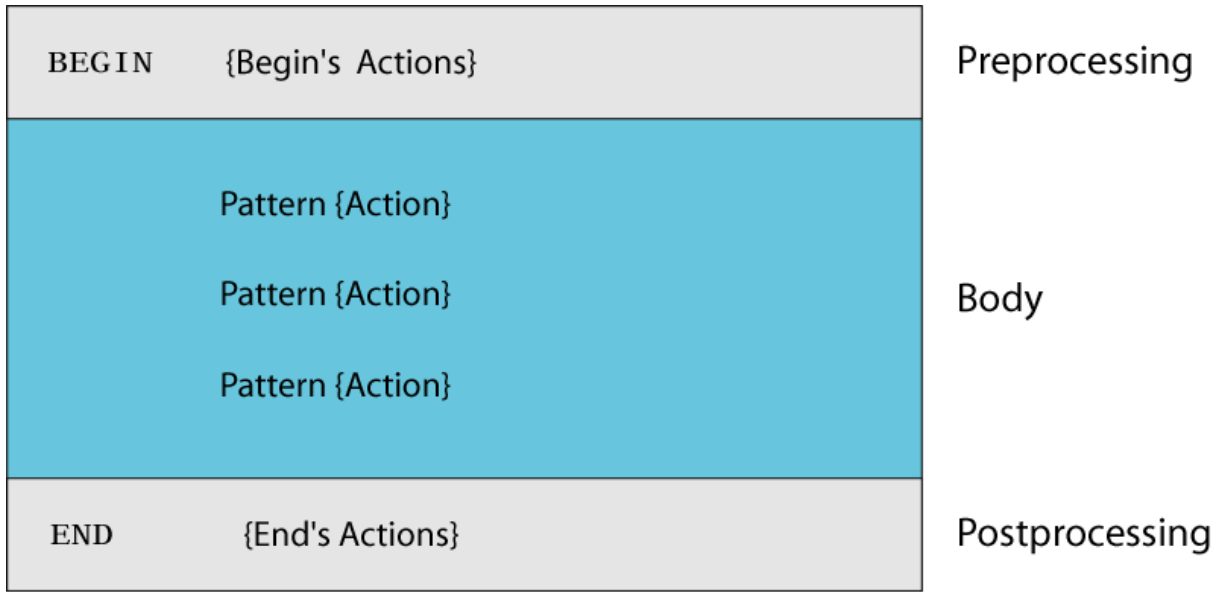 BEGIN {Begin's Actions} Preprocessing
Pattern {Action}
Pattern {Action} Body
Pattern {Action}
END {End's Actions} Postprocessing